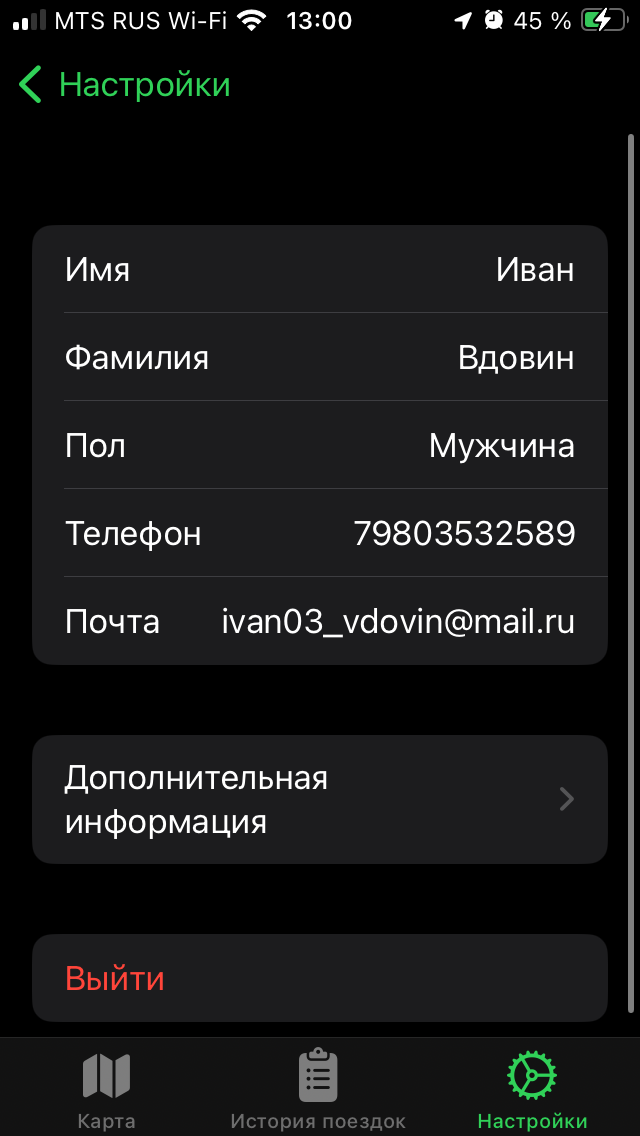 MTS RUS Wi-Fi 13:00 45 %
Настройки
Имя Иван
Фамилия Вдовин
Пол Мужчина
Телефон 79803532589
Почта ivan03_vdovin@mail.ru
Дополнительная
информация
Выйти
Карта История поездок Настройки